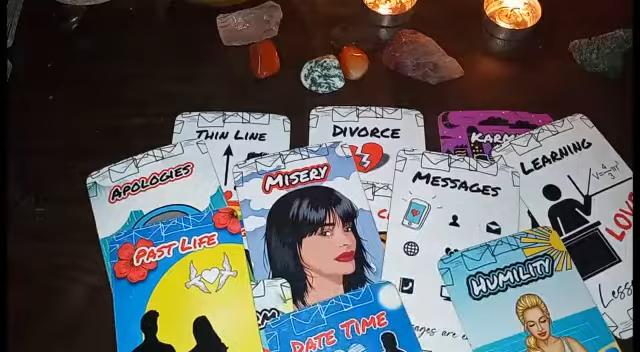 THIN LINE
DIVORCE
KARMA
LEARNING
APOLOGIES
MISERY
MESSAGES
LOVE
PAST LIFE
HUMILITY
DATE TIME